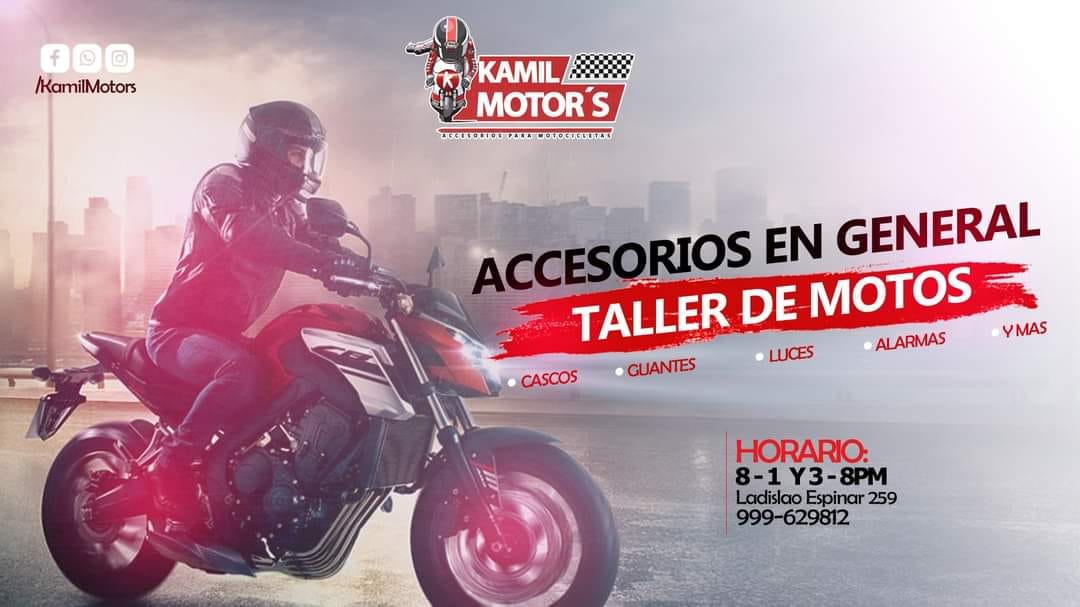 /KamilMotors
KAMIL
MOTOR´S
ACCESORIOS PARA MOTOCICLETAS
ACCESORIOS EN GENERAL
TALLER DE MOTOS
• CASCOS • GUANTES • LUCES • ALARMAS • Y MAS
HORARIO:
8 - 1 Y 3 - 8PM
Ladislao Espinar 259
999-629812